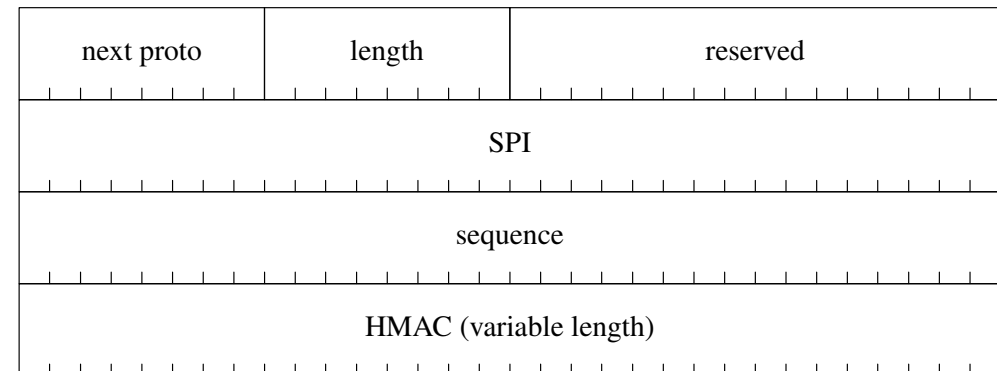 next proto length reserved
SPI
sequence
HMAC (variable length)